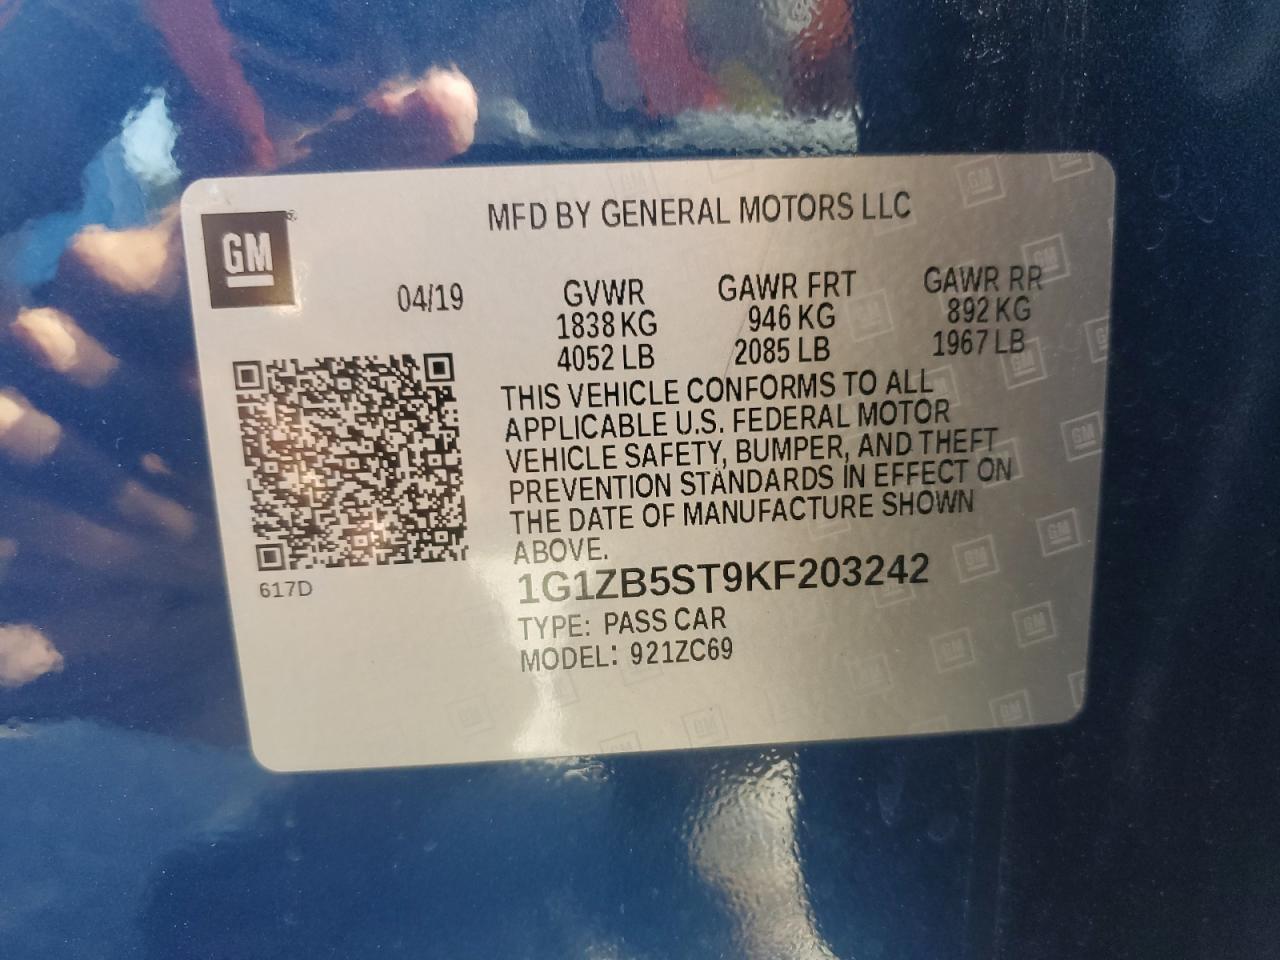 MFD BY GENERAL MOTORS LLC
GM®
04/19
GVWR GAWR FRT GAWR RR
1838 KG 946 KG 892 KG
4052 LB 2085 LB 1967 LB
THIS VEHICLE CONFORMS TO ALL
APPLICABLE U.S. FEDERAL MOTOR
VEHICLE SAFETY, BUMPER, AND THEFT
PREVENTION STANDARDS IN EFFECT ON
THE DATE OF MANUFACTURE SHOWN
ABOVE.
617D
1G1ZB5ST9KF203242
TYPE: PASS CAR
MODEL: 921ZC69